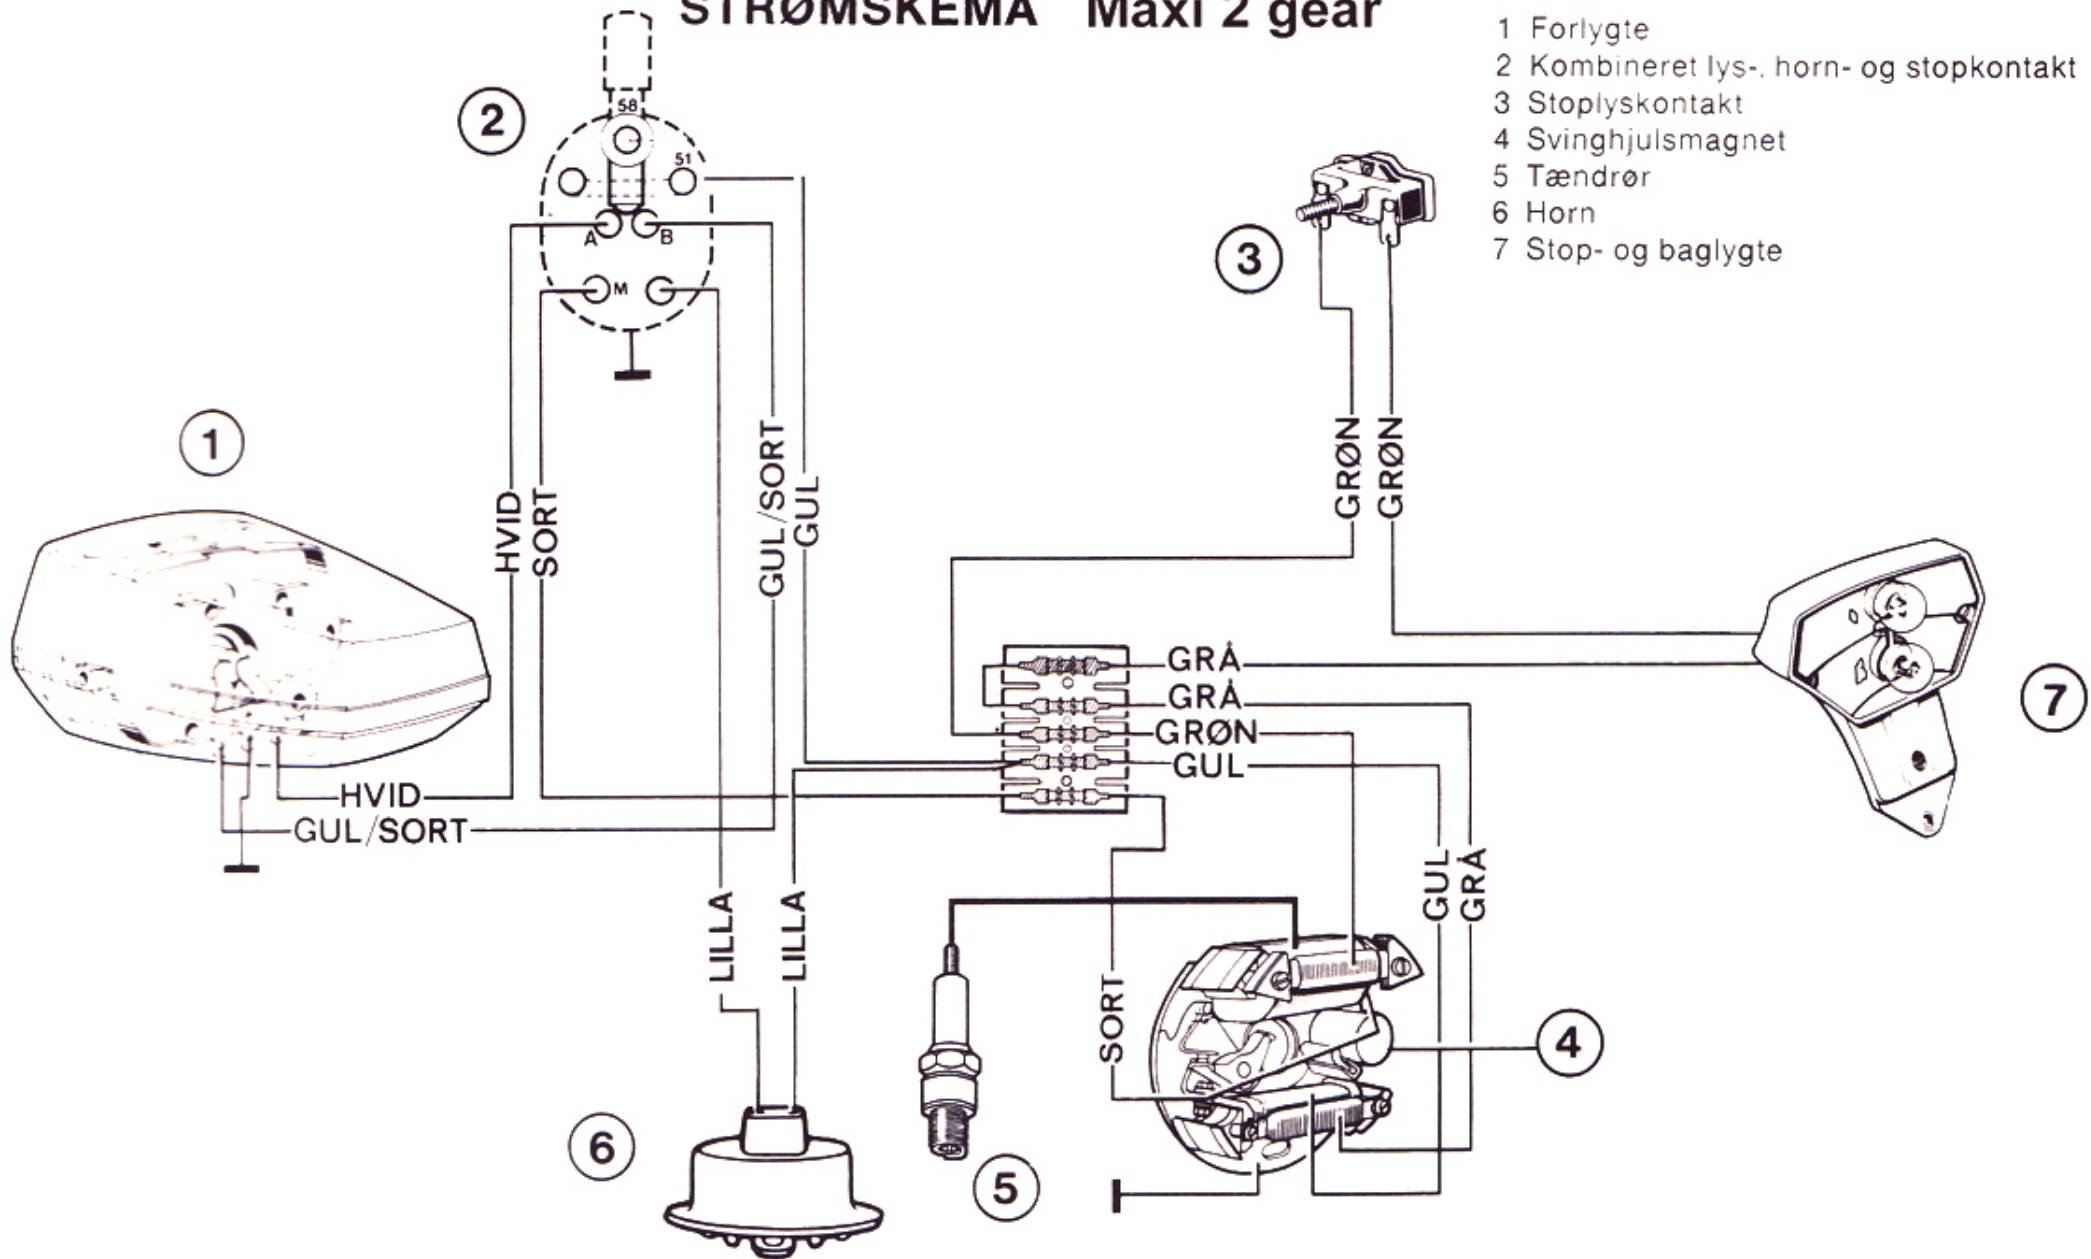 STRØMSKEMA Maxi 2 gear
1 Forlygte
2 Kombineret lys-, horn- og stopkontakt
3 Stoplyskontakt
4 Svinghjulsmagnet
5 Tændrør
6 Horn
7 Stop- og baglygte
2
58
51
A
B
M
3
1
HVID
SORT
GUL/SORT
GUL
GRØN
GRØN
GRÅ
GRÅ
GRØN
GUL
7
HVID
GUL/SORT
LILLA
LILLA
SORT
GUL
GRÅ
4
6
5